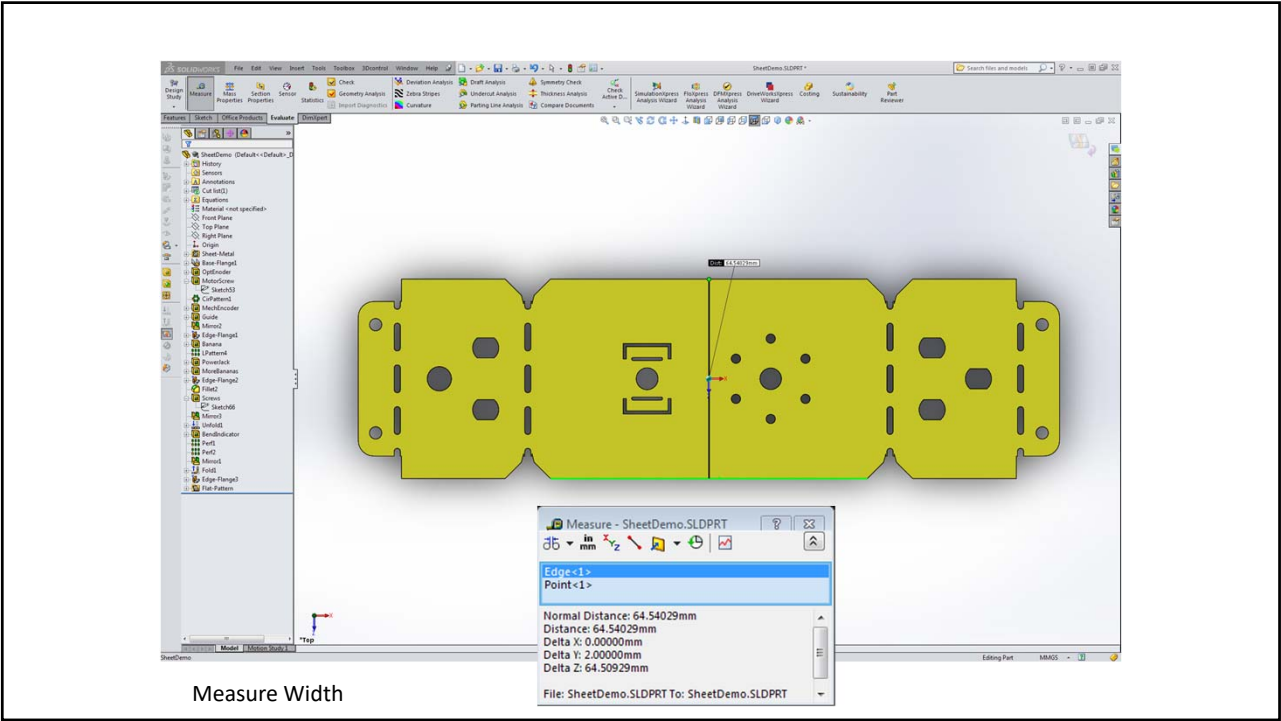 SOLIDWORKS File Edit View Insert Tools Toolbox 3Dcontrol Window Help SheetDemo.SLDPRT * Search files and models
Design Study Measure Mass Properties Section Properties Sensor Statistics Check Geometry Analysis Import Diagnostics Deviation Analysis Zebra Stripes Curvature Draft Analysis Undercut Analysis Parting Line Analysis Symmetry Check Thickness Analysis Compare Documents Check Active D... SimulationXpress Analysis Wizard FloXpress Analysis Wizard DFMXpress Analysis Wizard DriveWorksXpress Wizard Costing Sustainability Part Reviewer
Features Sketch Office Products Evaluate DimXpert
SheetDemo (Default<<Default>_D
History
Sensors
Annotations
Cut list(1)
Equations
Material <not specified>
Front Plane
Top Plane
Right Plane
Origin
Sheet-Metal
Base-Flange1
OptEnoder
MotorScrew
Sketch53
CirPattern1
MechEncoder
Guide
Mirror2
Edge-Flange1
Banana
LPattern4
PowerJack
MoreBananas
Edge-Flange2
Fillet2
Screws
Sketch66
Mirror3
Unfold1
BendIndicator
Perf1
Perf2
Mirror1
Fold1
Edge-Flange3
Flat-Pattern
Dist: 64.54029mm
Measure - SheetDemo.SLDPRT
in
mm
Edge<1>
Point<1>
Normal Distance: 64.54029mm
Distance: 64.54029mm
Delta X: 0.00000mm
Delta Y: 2.00000mm
Delta Z: 64.50929mm
File: SheetDemo.SLDPRT To: SheetDemo.SLDPRT
*Top
Model Motion Study 1
SheetDemo Editing Part MMGS
Measure Width